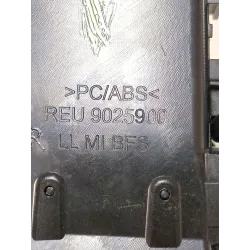 >PC/ABS<
REU 9025900
R LL MI BFS